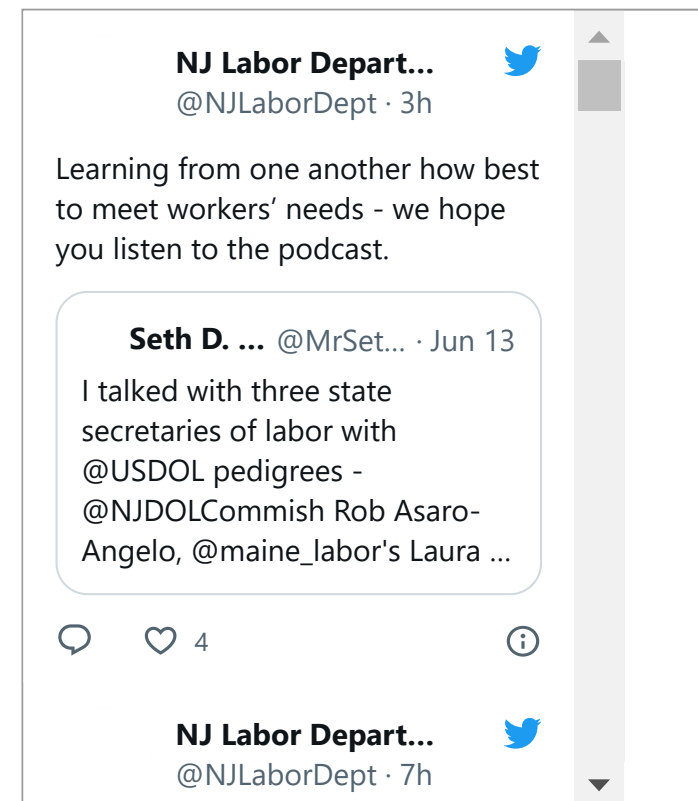 NJ Labor Depart...
@NJLaborDept · 3h
Learning from one another how best
to meet workers’ needs - we hope
you listen to the podcast.
Seth D. ... @MrSet... · Jun 13
I talked with three state
secretaries of labor with
@USDOL pedigrees -
@NJDOLCommish Rob Asaro-
Angelo, @maine_labor's Laura ...
4
NJ Labor Depart...
@NJLaborDept · 7h